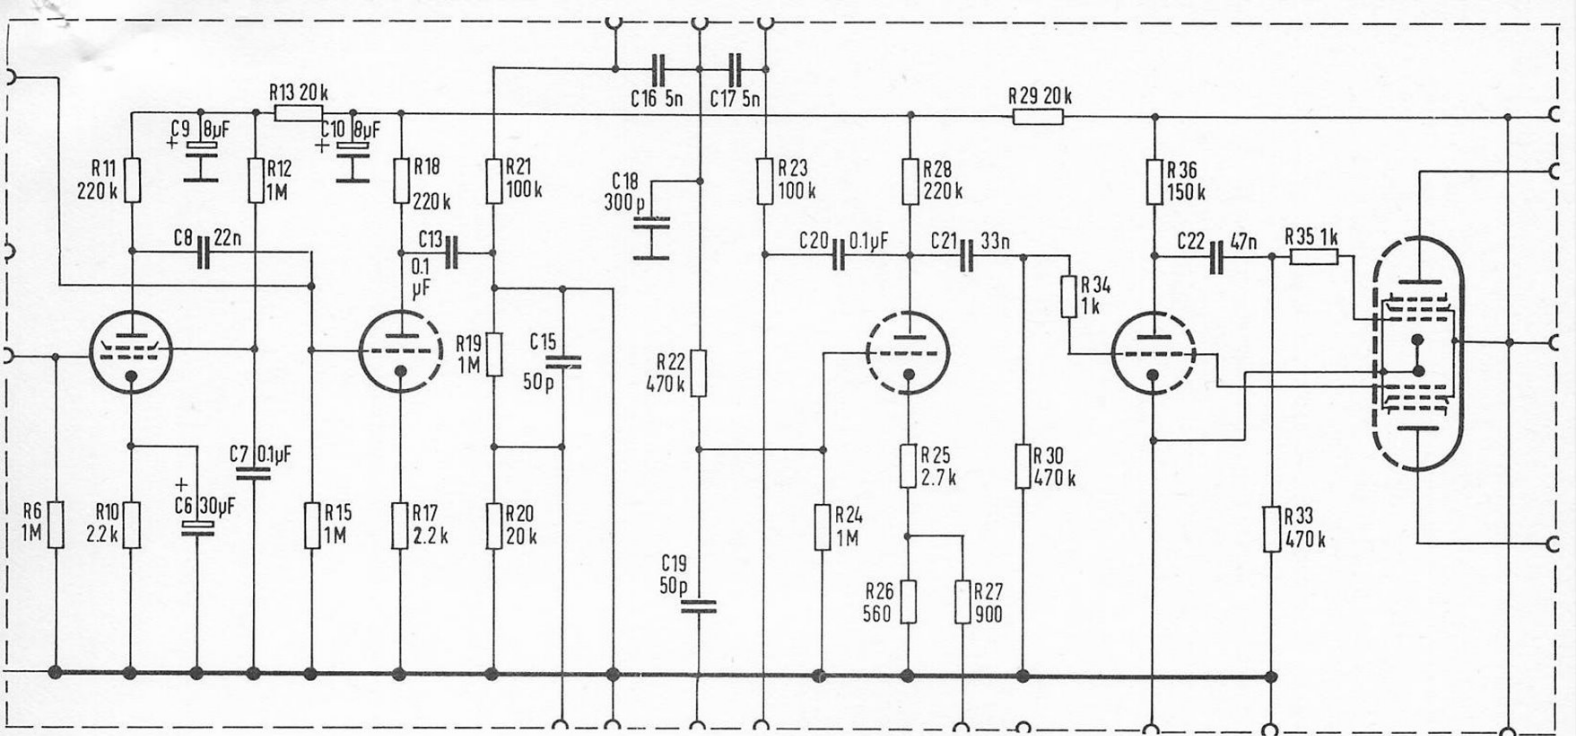 R13 20k
C16 5n
C17 5n
R29 20k
C9 8µF
+
C10 8µF
+
R11
220k
R12
1M
R18
220k
R21
100k
C18
300p
R23
100k
R28
220k
R36
150k
C8 22n
C13
0.1
µF
C20 0.1µF
C21 33n
C22 47n
R35 1k
R34
1k
R19
1M
C15
50p
R22
470k
C7 0.1µF
+
C6 30µF
R25
2.7k
R30
470k
R6
1M
R10
2.2k
R15
1M
R17
2.2k
R20
20k
R24
1M
R33
470k
C19
50p
R26
560
R27
900